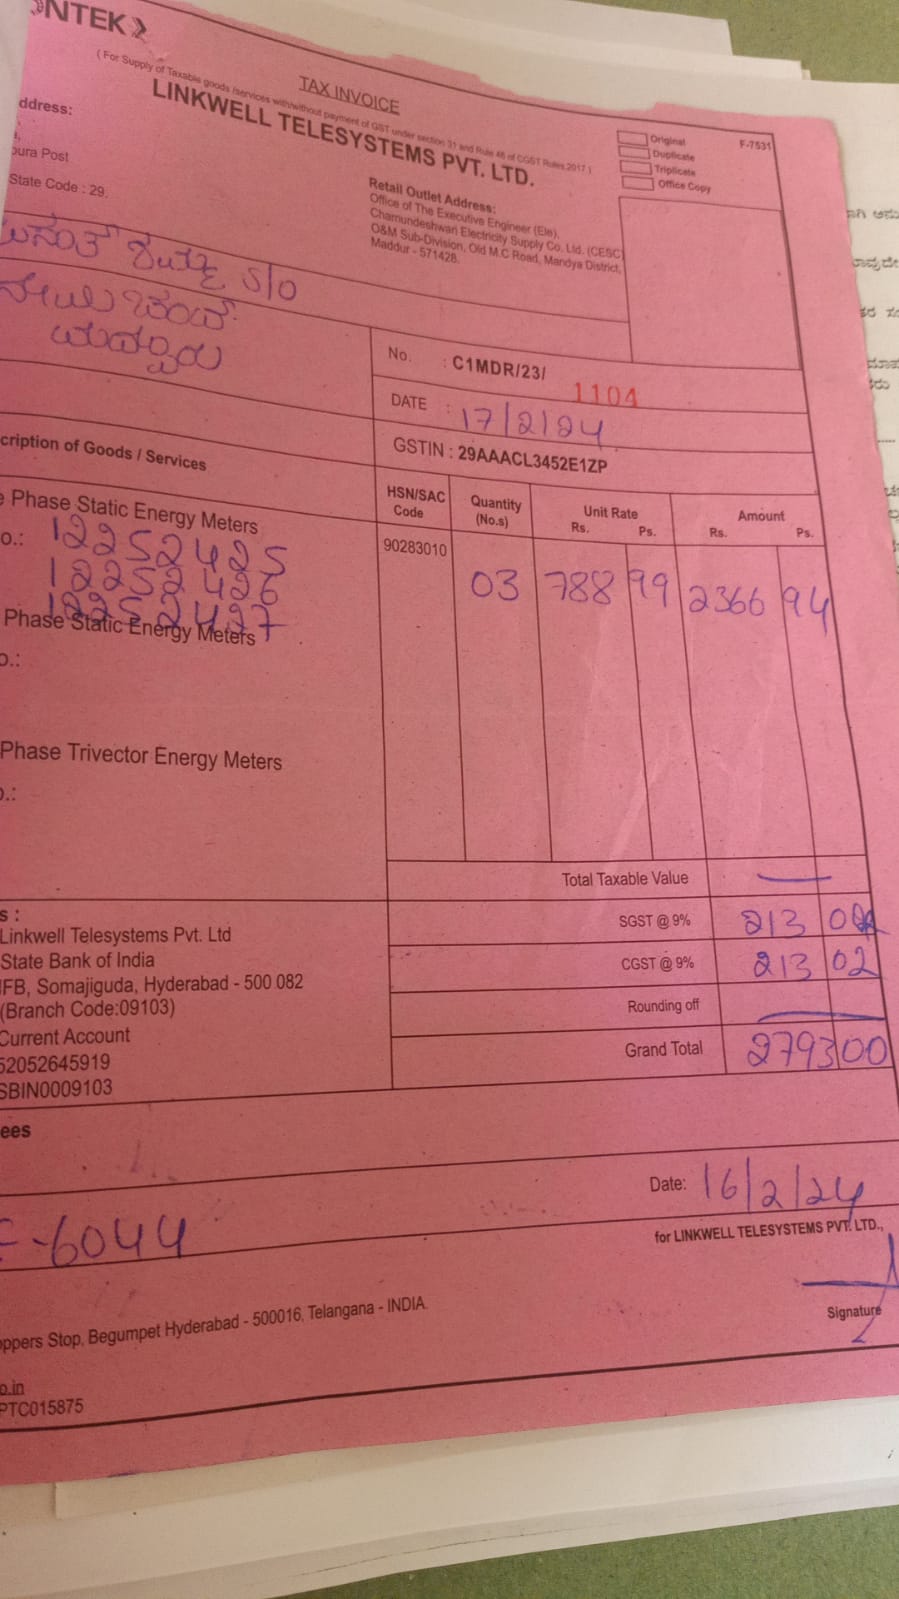 ONTEK
TAX INVOICE
( For Supply of Taxable goods /services with/without payment of GST under section 31 and Rule 46 of CGST Rules 2017 )
LINKWELL TELESYSTEMS PVT. LTD.
Original
Duplicate
Triplicate
Office Copy
F-7531
ddress:
pura Post
State Code : 29.
Retail Outlet Address:
Office of The Executive Engineer (Ele),
Chamundeshwari Electricity Supply Co. Ltd. (CESC)
O&M Sub-Division, Old M.C Road, Mandya District,
Maddur - 571428.
S/O
No. : C1MDR/23/ 1104
DATE : 17/2/24
GSTIN : 29AAACL3452E1ZP
cription of Goods / Services
HSN/SAC Code
Quantity (No.s)
Unit Rate Rs. Ps.
Amount Rs. Ps.
e Phase Static Energy Meters
90283010
o.: 12252425
12252426
12252427
03 788 99 2366 94
Phase Static Energy Meters
o.:
Phase Trivector Energy Meters
o.:
Total Taxable Value
s :
Linkwell Telesystems Pvt. Ltd
State Bank of India
IFB, Somajiguda, Hyderabad - 500 082
(Branch Code:09103)
Current Account
52052645919
SBIN0009103
SGST @ 9% 213 02
CGST @ 9% 213 02
Rounding off
Grand Total 2793 00
ees
Date: 16/2/24
-6044
for LINKWELL TELESYSTEMS PVT. LTD.,
Signature
oppers Stop, Begumpet Hyderabad - 500016, Telangana - INDIA.
o.in
PTC015875